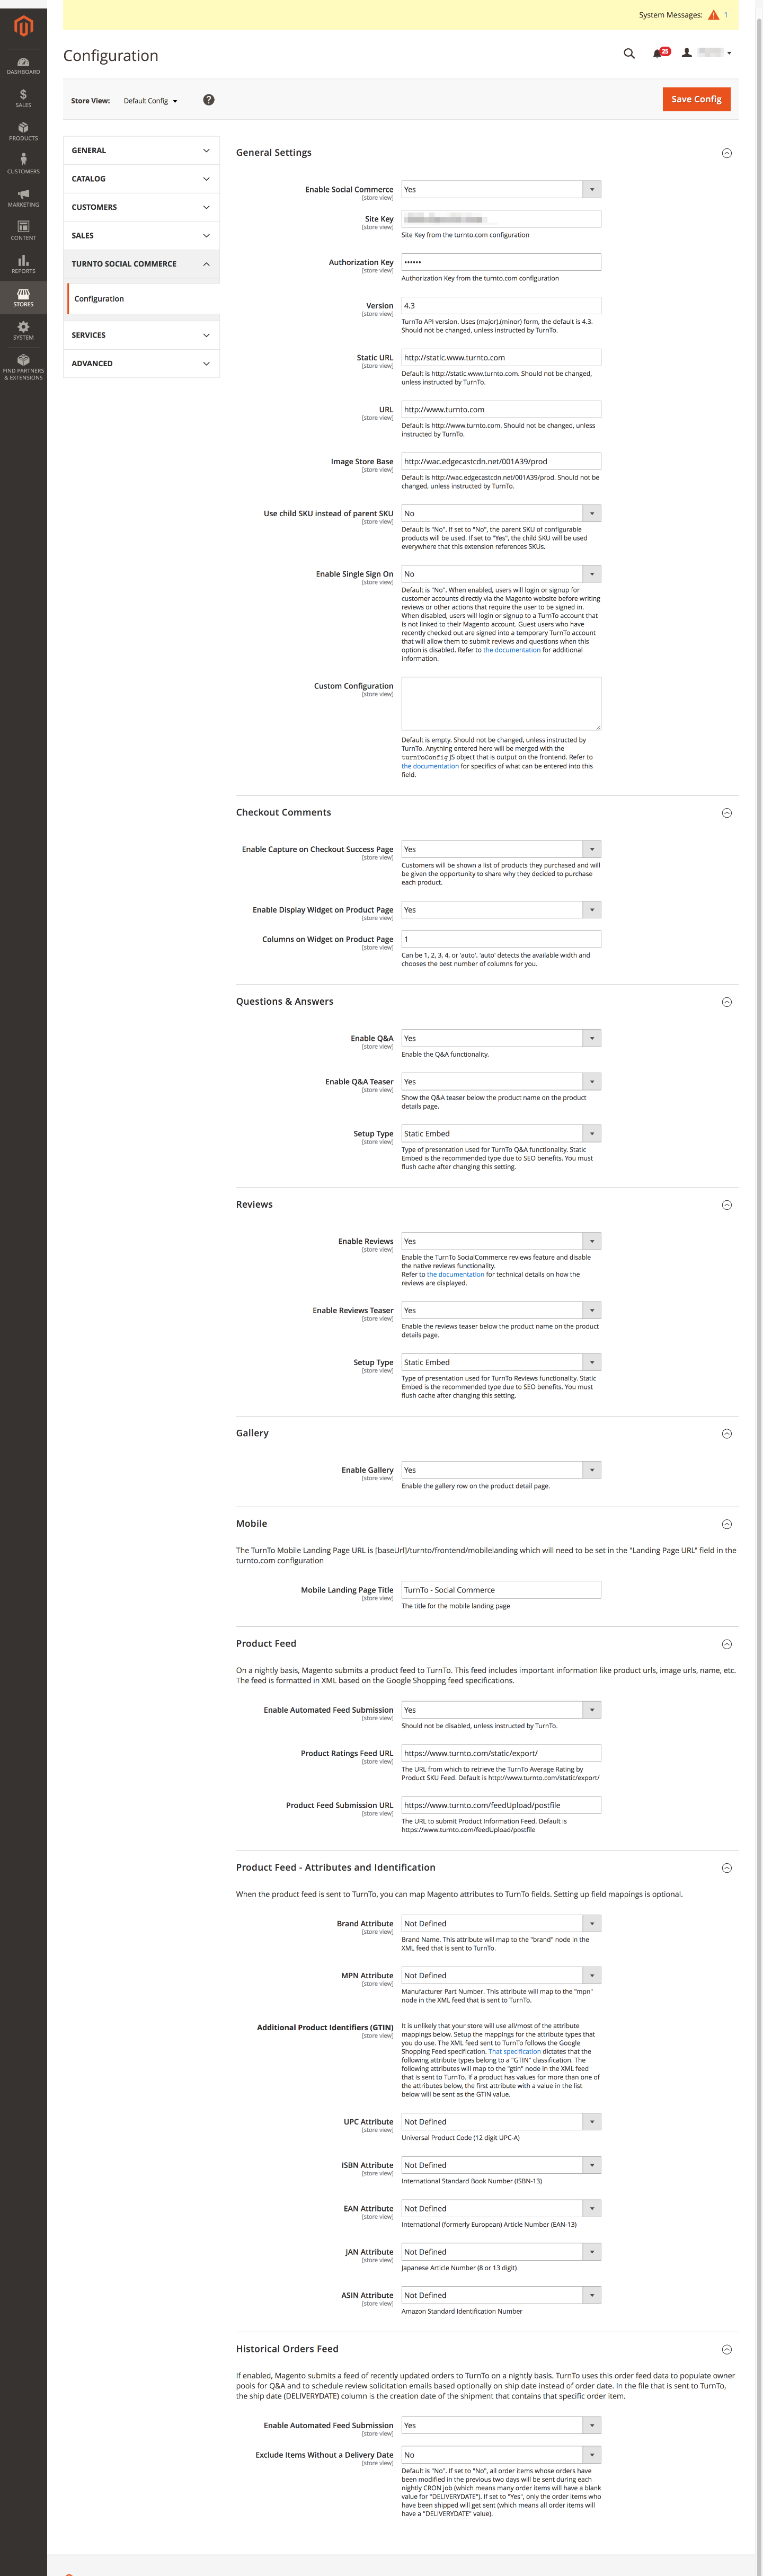 System Messages: 1
Configuration
25
Store View: Default Config ?
Save Config
DASHBOARD
SALES
PRODUCTS
CUSTOMERS
MARKETING
CONTENT
REPORTS
STORES
SYSTEM
FIND PARTNERS
& EXTENSIONS
GENERAL
CATALOG
CUSTOMERS
SALES
TURNTO SOCIAL COMMERCE
Configuration
SERVICES
ADVANCED
General Settings
Enable Social Commerce
[store view]
Yes
Site Key
[store view]
Site Key from the turnto.com configuration
Authorization Key
[store view]
••••••
Authorization Key from the turnto.com configuration
Version
[store view]
4.3
TurnTo API version. Uses (major).(minor) form, the default is 4.3.
Should not be changed, unless instructed by TurnTo.
Static URL
[store view]
http://static.www.turnto.com
Default is http://static.www.turnto.com. Should not be changed,
unless instructed by TurnTo.
URL
[store view]
http://www.turnto.com
Default is http://www.turnto.com. Should not be changed, unless
instructed by TurnTo.
Image Store Base
[store view]
http://wac.edgecastcdn.net/001A39/prod
Default is http://wac.edgecastcdn.net/001A39/prod. Should not be
changed, unless instructed by TurnTo.
Use child SKU instead of parent SKU
[store view]
No
Default is "No". If set to "No", the parent SKU of configurable
products will be used. If set to "Yes", the child SKU will be used
everywhere that this extension references SKUs.
Enable Single Sign On
[store view]
No
Default is "No". When enabled, users will login or signup for
customer accounts directly via the Magento website before writing
reviews or other actions that require the user to be signed in.
When disabled, users will login or signup to a TurnTo account that
is not linked to their Magento account. Guest users who have
recently checked out are signed into a temporary TurnTo account
that will allow them to submit reviews and questions when this
option is disabled. Refer to the documentation for additional
information.
Custom Configuration
[store view]
Default is empty. Should not be changed, unless instructed by
TurnTo. Anything entered here will be merged with the
turnToConfig JS object that is output on the frontend. Refer to
the documentation for specifics of what can be entered into this
field.
Checkout Comments
Enable Capture on Checkout Success Page
[store view]
Yes
Customers will be shown a list of products they purchased and will
be given the opportunity to share why they decided to purchase
each product.
Enable Display Widget on Product Page
[store view]
Yes
Columns on Widget on Product Page
[store view]
1
Can be 1, 2, 3, 4, or 'auto'. 'auto' detects the available width and
chooses the best number of columns for you.
Questions & Answers
Enable Q&A
[store view]
Yes
Enable the Q&A functionality.
Enable Q&A Teaser
[store view]
Yes
Show the Q&A teaser below the product name on the product
details page.
Setup Type
[store view]
Static Embed
Type of presentation used for TurnTo Q&A functionality. Static
Embed is the recommended type due to SEO benefits. You must
flush cache after changing this setting.
Reviews
Enable Reviews
[store view]
Yes
Enable the TurnTo SocialCommerce reviews feature and disable
the native reviews functionality.
Refer to the documentation for technical details on how the
reviews are displayed.
Enable Reviews Teaser
[store view]
Yes
Enable the reviews teaser below the product name on the product
details page.
Setup Type
[store view]
Static Embed
Type of presentation used for TurnTo Reviews functionality. Static
Embed is the recommended type due to SEO benefits. You must
flush cache after changing this setting.
Gallery
Enable Gallery
[store view]
Yes
Enable the gallery row on the product detail page.
Mobile
The TurnTo Mobile Landing Page URL is [baseUrl]/turnto/frontend/mobilelanding which will need to be set in the "Landing Page URL" field in the
turnto.com configuration
Mobile Landing Page Title
[store view]
TurnTo - Social Commerce
The title for the mobile landing page
Product Feed
On a nightly basis, Magento submits a product feed to TurnTo. This feed includes important information like product urls, image urls, name, etc.
The feed is formatted in XML based on the Google Shopping feed specifications.
Enable Automated Feed Submission
[store view]
Yes
Should not be disabled, unless instructed by TurnTo.
Product Ratings Feed URL
[store view]
https://www.turnto.com/static/export/
The URL from which to retrieve the TurnTo Average Rating by
Product SKU Feed. Default is http://www.turnto.com/static/export/
Product Feed Submission URL
[store view]
https://www.turnto.com/feedUpload/postfile
The URL to submit Product Information Feed. Default is
https://www.turnto.com/feedUpload/postfile
Product Feed - Attributes and Identification
When the product feed is sent to TurnTo, you can map Magento attributes to TurnTo fields. Setting up field mappings is optional.
Brand Attribute
[store view]
Not Defined
Brand Name. This attribute will map to the "brand" node in the
XML feed that is sent to TurnTo.
MPN Attribute
[store view]
Not Defined
Manufacturer Part Number. This attribute will map to the "mpn"
node in the XML feed that is sent to TurnTo.
Additional Product Identifiers (GTIN)
[store view]
It is unlikely that your store will use all/most of the attribute
mappings below. Setup the mappings for the attribute types that
you do use. The XML feed sent to TurnTo follows the Google
Shopping Feed specification. That specification dictates that the
following attribute types belong to a "GTIN" classification. The
following attributes will map to the "gtin" node in the XML feed
that is sent to TurnTo. If a product has values for more than one of
the attributes below, the first attribute with a value in the list
below will be sent as the GTIN value.
UPC Attribute
[store view]
Not Defined
Universal Product Code (12 digit UPC-A)
ISBN Attribute
[store view]
Not Defined
International Standard Book Number (ISBN-13)
EAN Attribute
[store view]
Not Defined
International (formerly European) Article Number (EAN-13)
JAN Attribute
[store view]
Not Defined
Japanese Article Number (8 or 13 digit)
ASIN Attribute
[store view]
Not Defined
Amazon Standard Identification Number
Historical Orders Feed
If enabled, Magento submits a feed of recently updated orders to TurnTo on a nightly basis. TurnTo uses this order feed data to populate owner
pools for Q&A and to schedule review solicitation emails based optionally on ship date instead of order date. In the file that is sent to TurnTo,
the ship date (DELIVERYDATE) column is the creation date of the shipment that contains that specific order item.
Enable Automated Feed Submission
[store view]
Yes
Exclude Items Without a Delivery Date
[store view]
No
Default is "No". If set to "No", all order items whose orders have
been modified in the previous two days will be sent during each
nightly CRON job (which means many order items will have a blank
value for "DELIVERYDATE"). If set to "Yes", only the order items who
have been shipped will get sent (which means all order items will
have a "DELIVERYDATE" value).